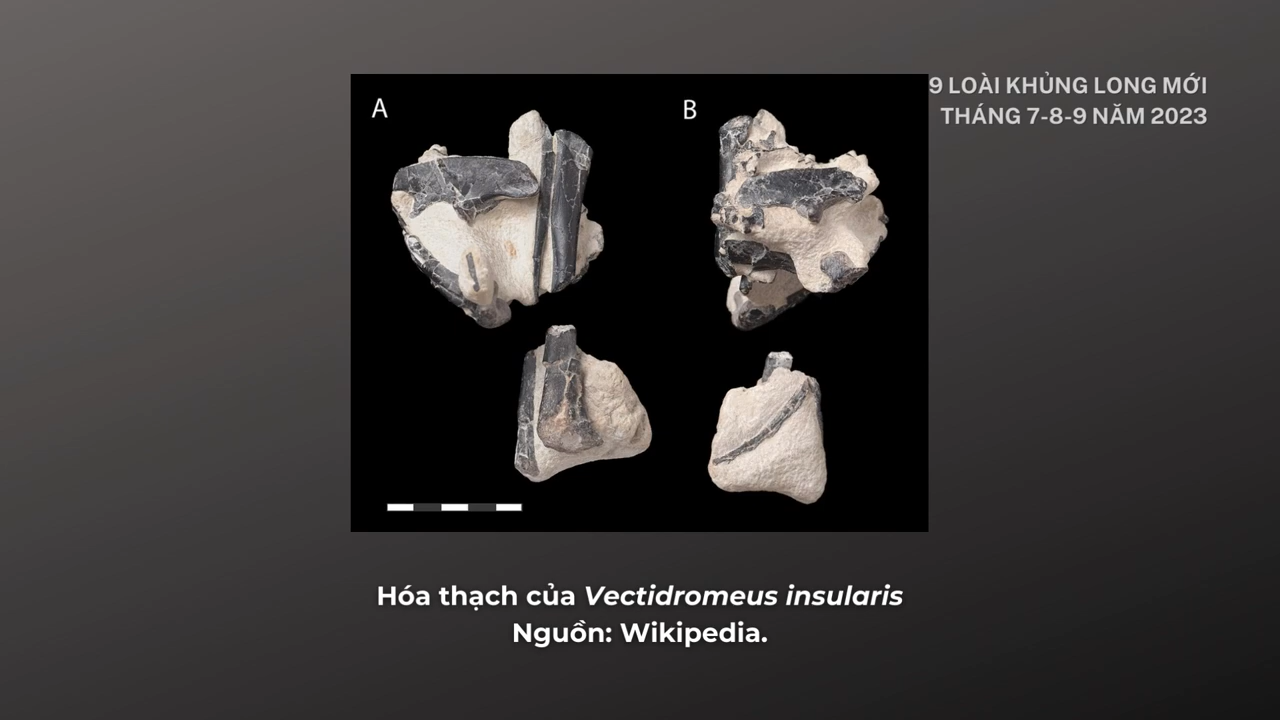 9 LOÀI KHỦNG LONG MỚI
THÁNG 7-8-9 NĂM 2023
A
B
Hóa thạch của Vectidromeus insularis
Nguồn: Wikipedia.